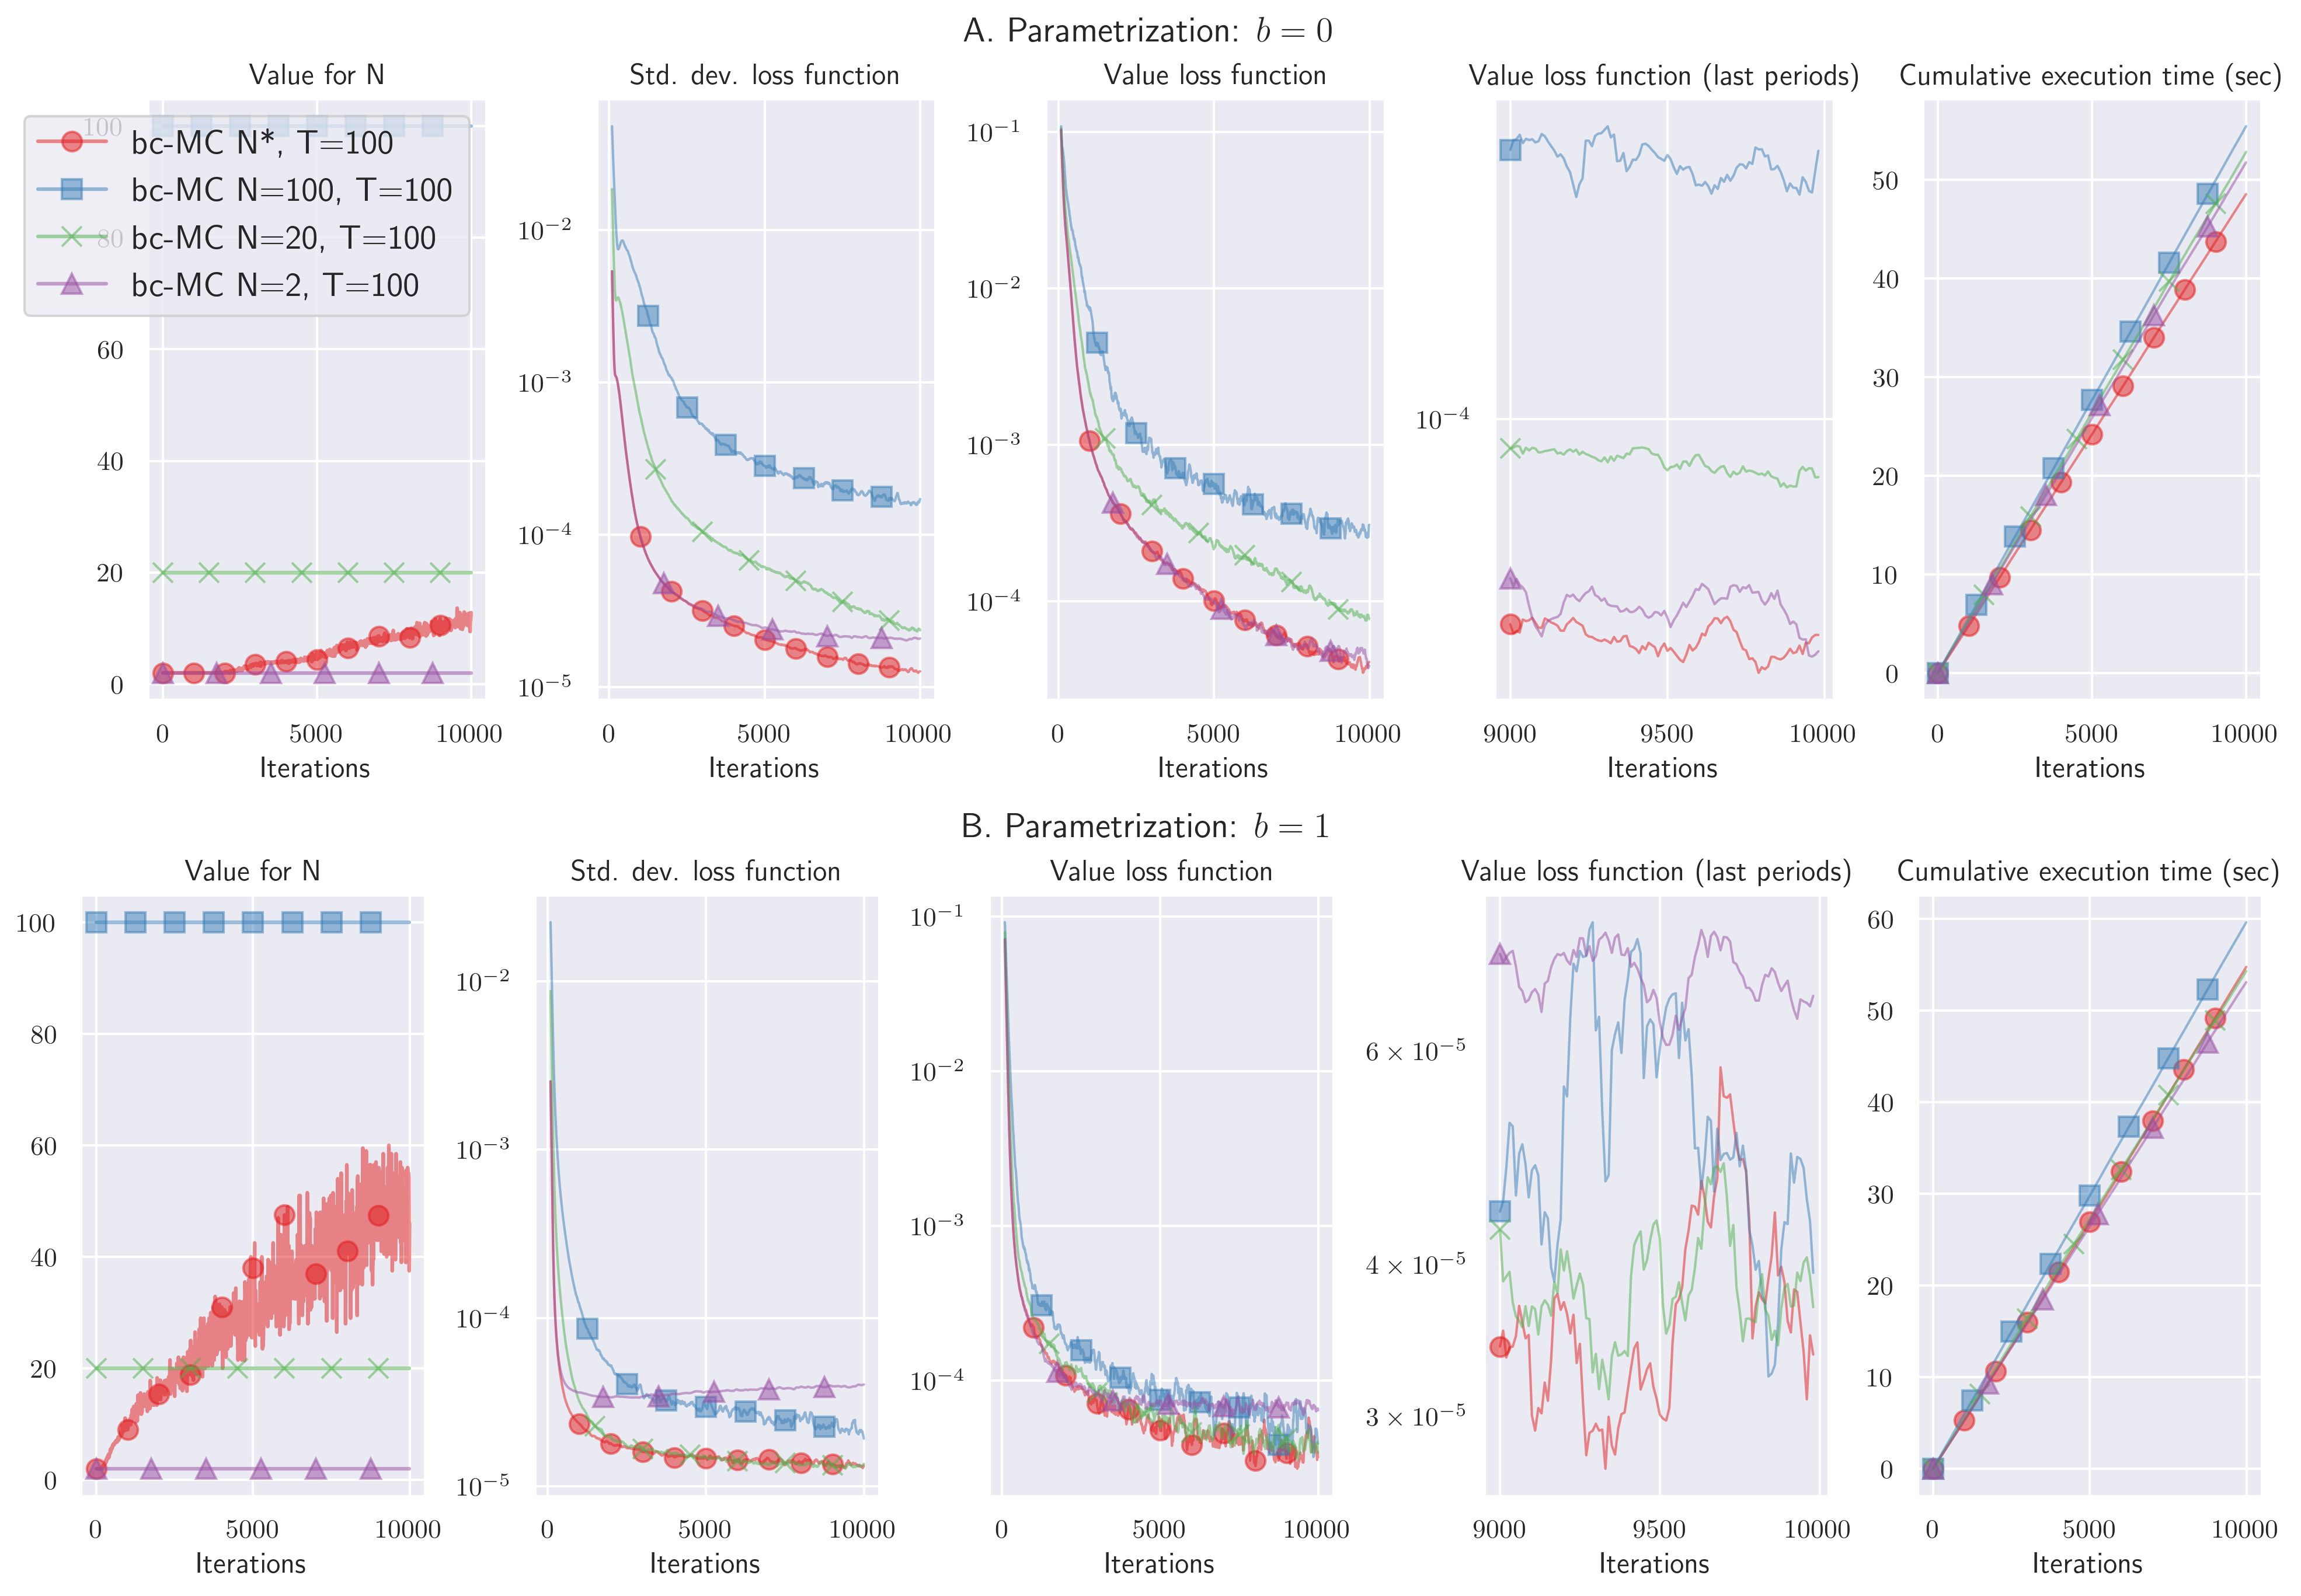 A. Parametrization: b = 0
Value for N
Std. dev. loss function
Value loss function
Value loss function (last periods)
Cumulative execution time (sec)
bc-MC N*, T=100
bc-MC N=100, T=100
bc-MC N=20, T=100
bc-MC N=2, T=100
100
80
60
40
20
0
0 5000 10000
Iterations
10^{-2}
10^{-3}
10^{-4}
10^{-5}
0 5000 10000
Iterations
10^{-1}
10^{-2}
10^{-3}
10^{-4}
0 5000 10000
Iterations
10^{-4}
9000 9500 10000
Iterations
50
40
30
20
10
0
0 5000 10000
Iterations
B. Parametrization: b = 1
Value for N
Std. dev. loss function
Value loss function
Value loss function (last periods)
Cumulative execution time (sec)
100
80
60
40
20
0
0 5000 10000
Iterations
10^{-2}
10^{-3}
10^{-4}
10^{-5}
0 5000 10000
Iterations
10^{-1}
10^{-2}
10^{-3}
10^{-4}
0 5000 10000
Iterations
6 × 10^{-5}
4 × 10^{-5}
3 × 10^{-5}
9000 9500 10000
Iterations
60
50
40
30
20
10
0
0 5000 10000
Iterations